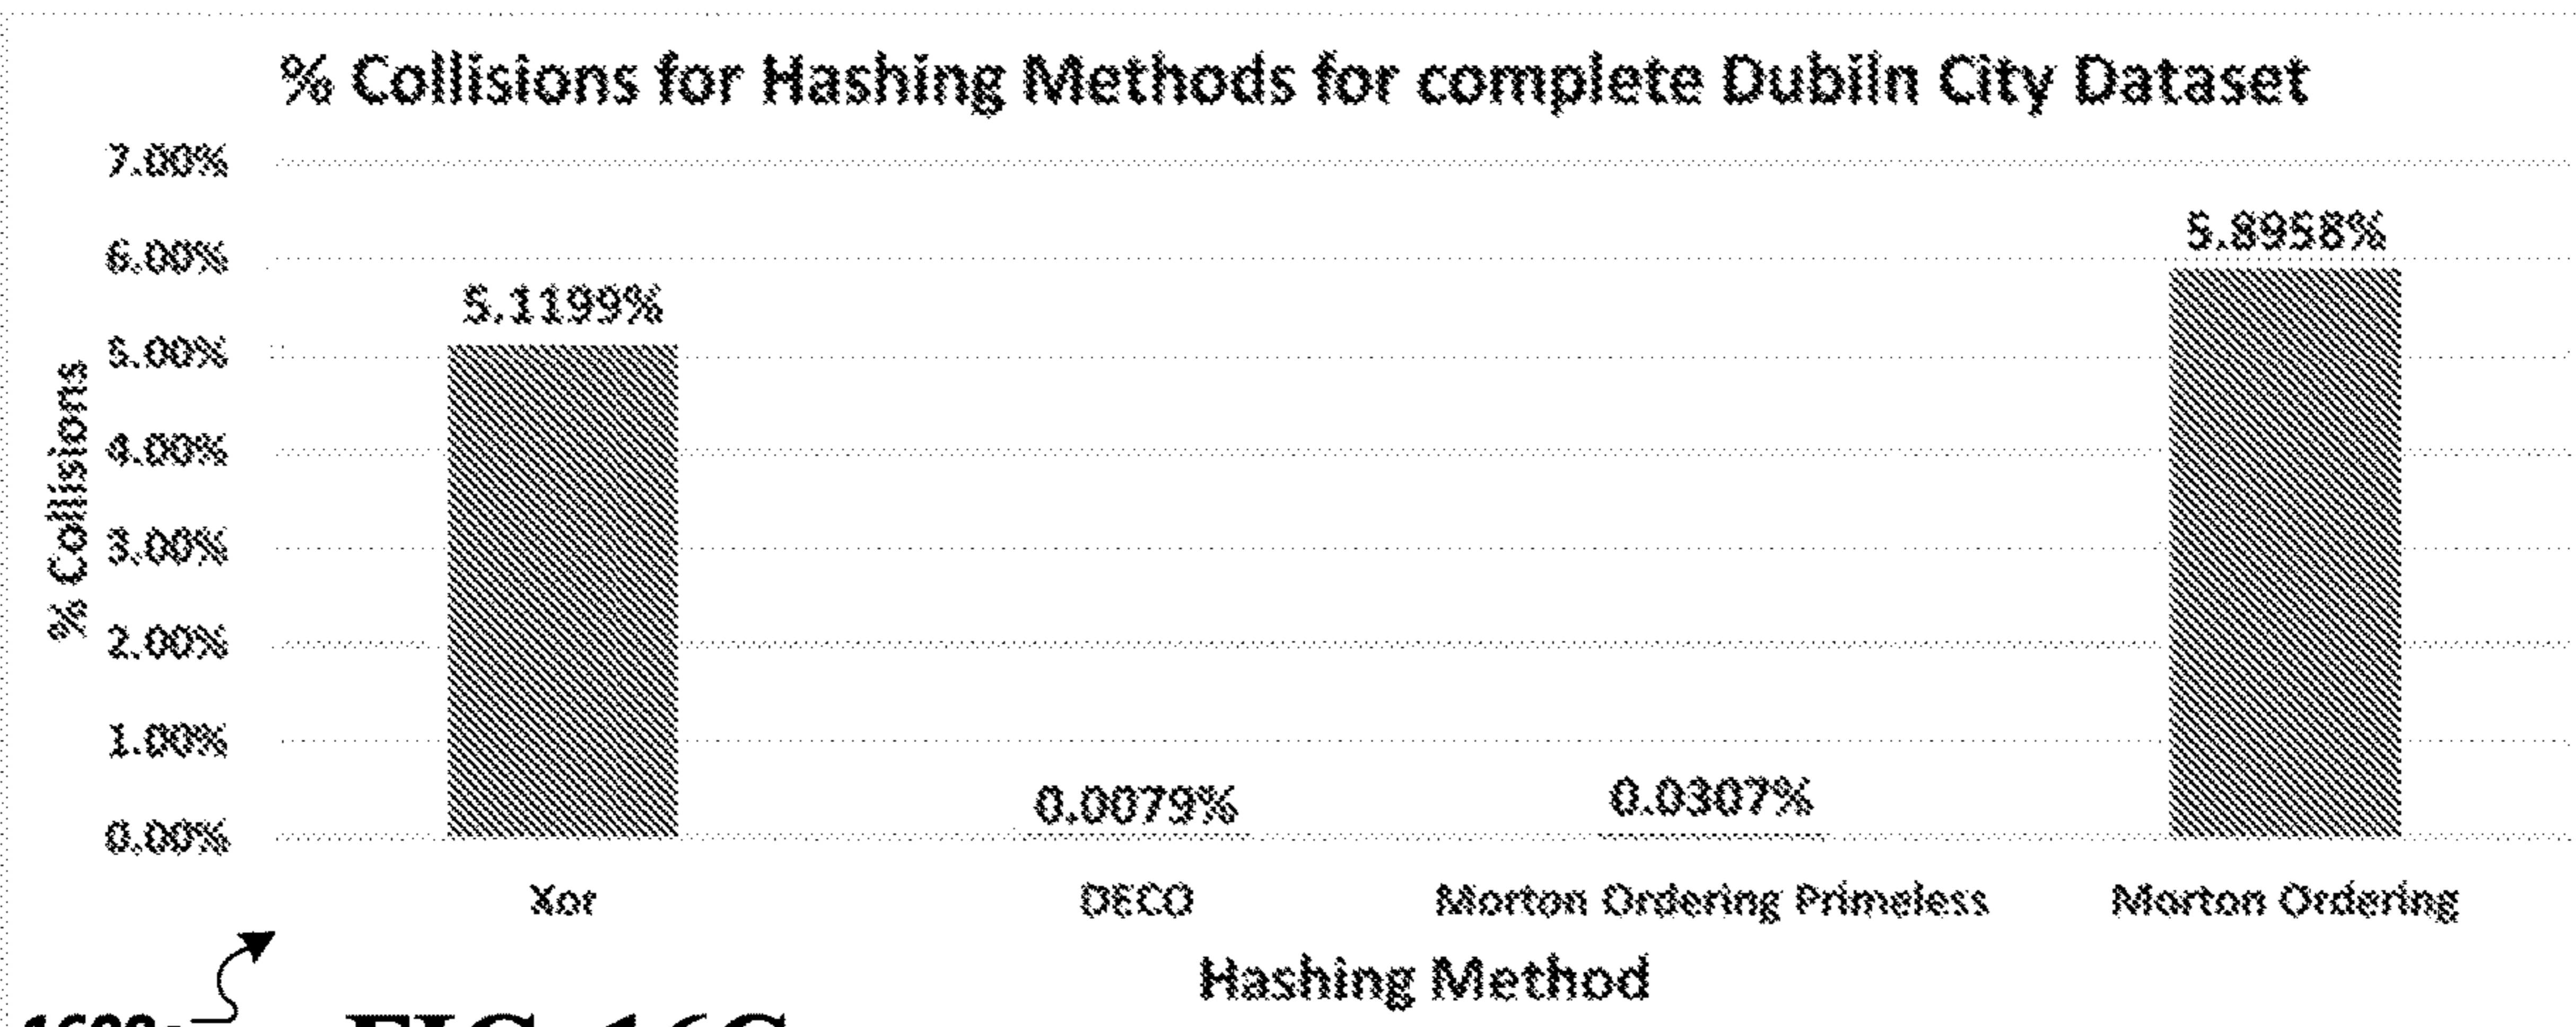 % Collisions for Hashing Methods for complete Dubiln City Dataset
7.00%
6.00%
5.00%
4.00%
3.00%
2.00%
1.00%
0.00%
% Collisions
5.1199%
0.0079%
0.0307%
5.8958%
Xor
DECO
Morton Ordering Primeless
Morton Ordering
Hashing Method
FIG. 16C